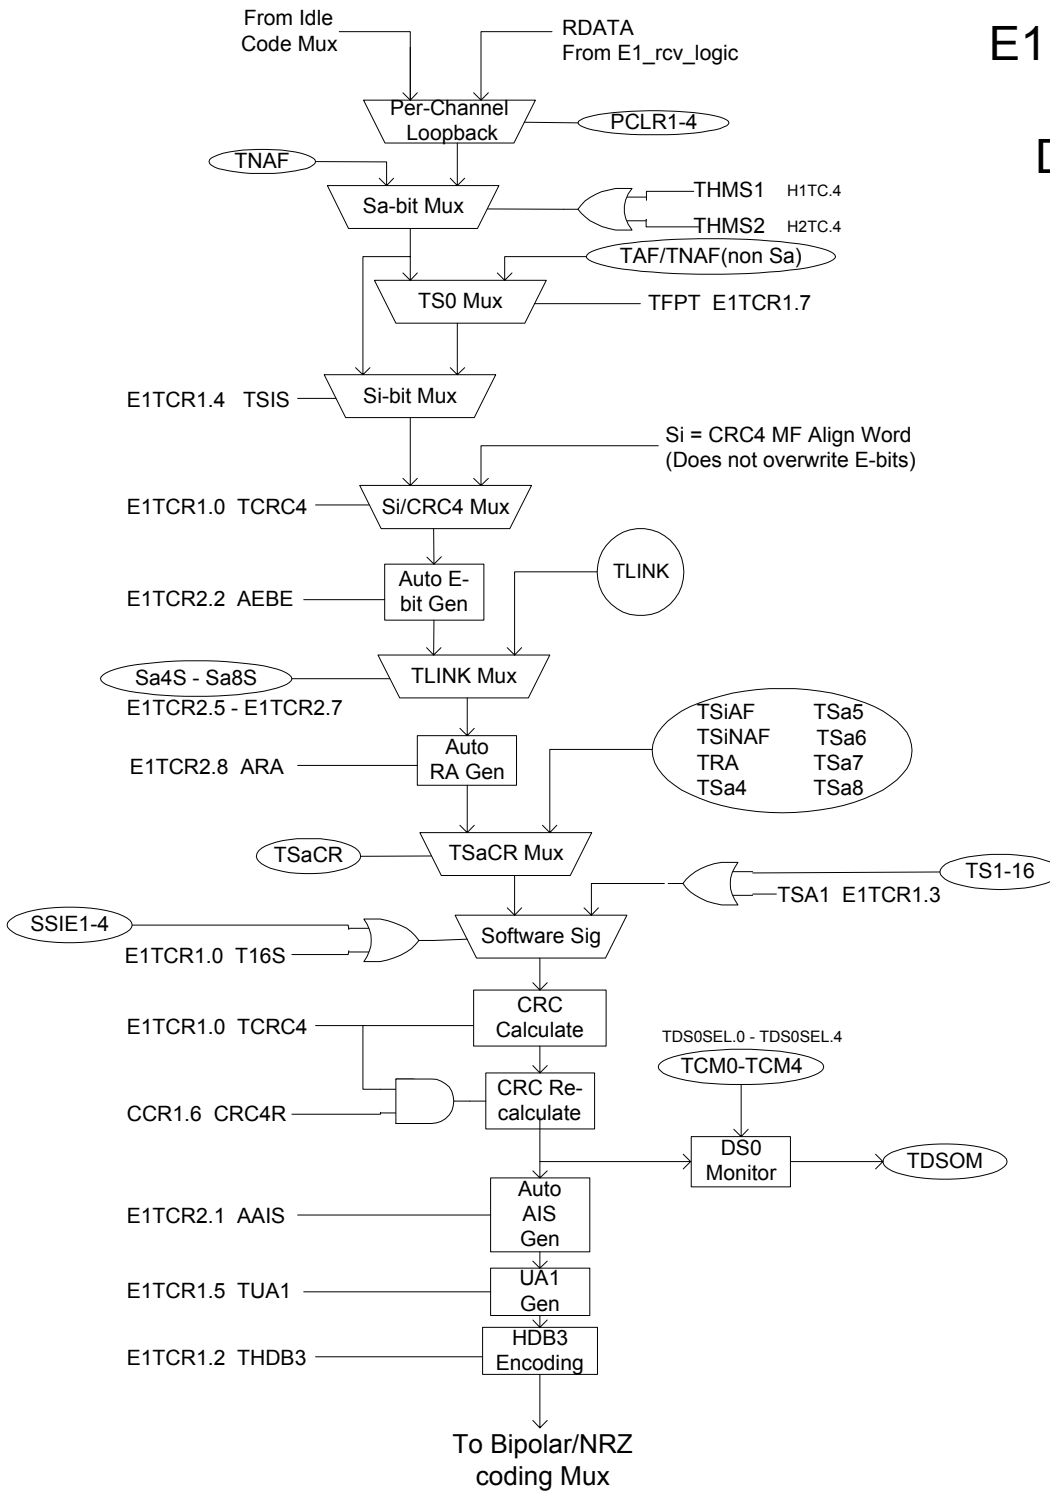 From Idle
Code Mux
RDATA
From E1_rcv_logic
E1
D
Per-Channel
Loopback
PCLR1-4
TNAF
Sa-bit Mux
THMS1 H1TC.4
THMS2 H2TC.4
TAF/TNAF(non Sa)
TS0 Mux
TFPT E1TCR1.7
E1TCR1.4 TSIS
Si-bit Mux
Si = CRC4 MF Align Word
(Does not overwrite E-bits)
E1TCR1.0 TCRC4
Si/CRC4 Mux
Auto E-
bit Gen
TLINK
E1TCR2.2 AEBE
Sa4S - Sa8S
TLINK Mux
E1TCR2.5 - E1TCR2.7
TSiAF TSa5
TSiNAF TSa6
TRA TSa7
TSa4 TSa8
Auto
RA Gen
E1TCR2.8 ARA
TSaCR
TSaCR Mux
TS1-16
TSA1 E1TCR1.3
SSIE1-4
Software Sig
E1TCR1.0 T16S
CRC
Calculate
E1TCR1.0 TCRC4
TDS0SEL.0 - TDS0SEL.4
TCM0-TCM4
CRC Re-
calculate
CCR1.6 CRC4R
DS0
Monitor
TDSOM
Auto
AIS
Gen
E1TCR2.1 AAIS
UA1
Gen
E1TCR1.5 TUA1
HDB3
Encoding
E1TCR1.2 THDB3
To Bipolar/NRZ
coding Mux